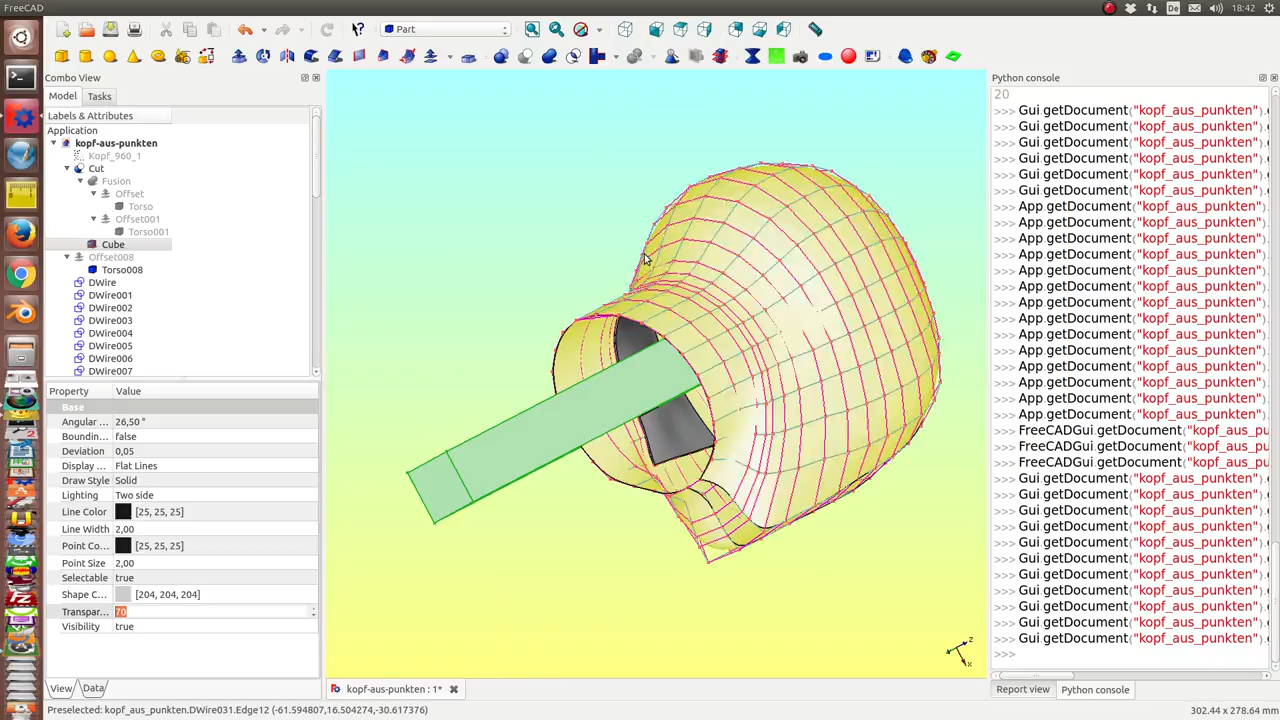 FreeCAD
De
18:42
Part
Combo View
Model
Tasks
Labels & Attributes
Application
kopf-aus-punkten
Kopf_960_1
Cut
Fusion
Offset
Torso
Offset001
Torso001
Cube
Offset008
Torso008
DWire
DWire001
DWire002
DWire003
DWire004
DWire005
DWire006
DWire007
Property Value
Base
Angular ... 26,50 °
Boundin... false
Deviation 0,05
Display ... Flat Lines
Draw Style Solid
Lighting Two side
Line Color [25, 25, 25]
Line Width 2,00
Point Co... [25, 25, 25]
Point Size 2,00
Selectable true
Shape C... [204, 204, 204]
Transpar... 70
Visibility true
View
Data
z
x
kopf-aus-punkten : 1*
Python console
20
>>> Gui.getDocument("kopf_aus_punkten").
>>> Gui.getDocument("kopf_aus_punkten").
>>> Gui.getDocument("kopf_aus_punkten").
>>> Gui.getDocument("kopf_aus_punkten").
>>> Gui.getDocument("kopf_aus_punkten").
>>> Gui.getDocument("kopf_aus_punkten").
>>> App.getDocument("kopf_aus_punkten").
>>> App.getDocument("kopf_aus_punkten").
>>> App.getDocument("kopf_aus_punkten").
>>> App.getDocument("kopf_aus_punkten").
>>> App.getDocument("kopf_aus_punkten").
>>> App.getDocument("kopf_aus_punkten").
>>> App.getDocument("kopf_aus_punkten").
>>> App.getDocument("kopf_aus_punkten").
>>> App.getDocument("kopf_aus_punkten").
>>> App.getDocument("kopf_aus_punkten").
>>> App.getDocument("kopf_aus_punkten").
>>> App.getDocument("kopf_aus_punkten").
>>> App.getDocument("kopf_aus_punkten").
>>> App.getDocument("kopf_aus_punkten").
>>> FreeCADGui.getDocument("kopf_aus_pu
>>> FreeCADGui.getDocument("kopf_aus_pu
>>> FreeCADGui.getDocument("kopf_aus_pu
>>> Gui.getDocument("kopf_aus_punkten").
>>> Gui.getDocument("kopf_aus_punkten").
>>> Gui.getDocument("kopf_aus_punkten").
>>> Gui.getDocument("kopf_aus_punkten").
>>> Gui.getDocument("kopf_aus_punkten").
>>> Gui.getDocument("kopf_aus_punkten").
>>> Gui.getDocument("kopf_aus_punkten").
>>> Gui.getDocument("kopf_aus_punkten").
>>> Gui.getDocument("kopf_aus_punkten").
>>> Gui.getDocument("kopf_aus_punkten").
>>> Gui.getDocument("kopf_aus_punkten").
>>>
Report view
Python console
Preselected: kopf_aus_punkten.DWire031.Edge12 (-61.594807,16.504274,-30.617376)
302.44 x 278.64 mm